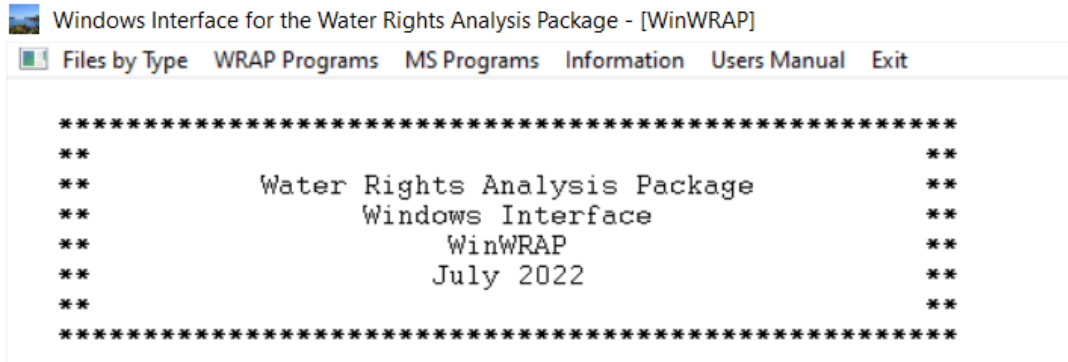 Windows Interface for the Water Rights Analysis Package - [WinWRAP]
Files by Type WRAP Programs MS Programs Information Users Manual Exit
*****************************************************
** **
** Water Rights Analysis Package **
** Windows Interface **
** WinWRAP **
** July 2022 **
** **
*****************************************************